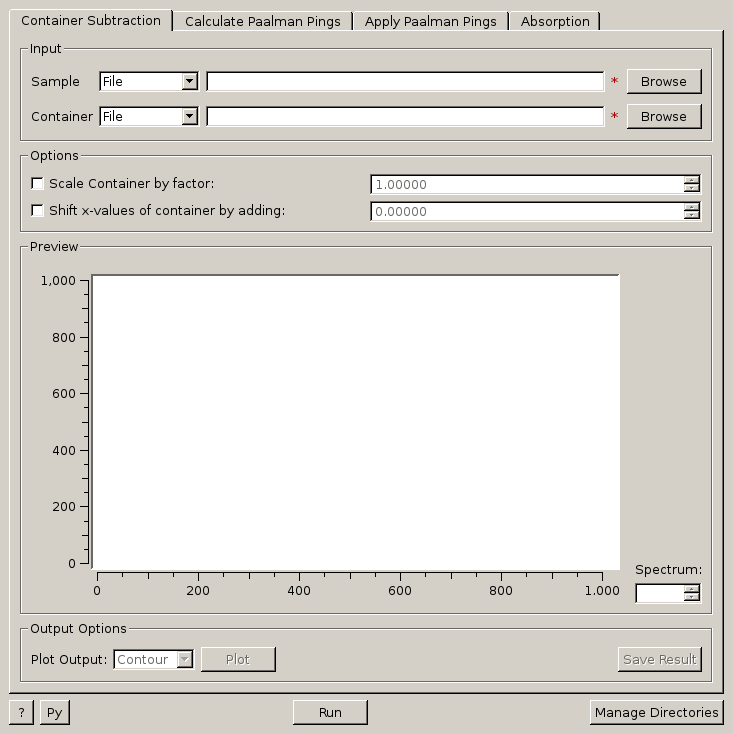 Container Subtraction Calculate Paalman Pings Apply Paalman Pings Absorption
Input
Sample File * Browse
Container File * Browse
Options
Scale Container by factor: 1.00000
Shift x-values of container by adding: 0.00000
Preview
1,000
800
600
400
200
0
0 200 400 600 800 1.000
Spectrum:
Output Options
Plot Output: Contour Plot Save Result
? Py Run Manage Directories